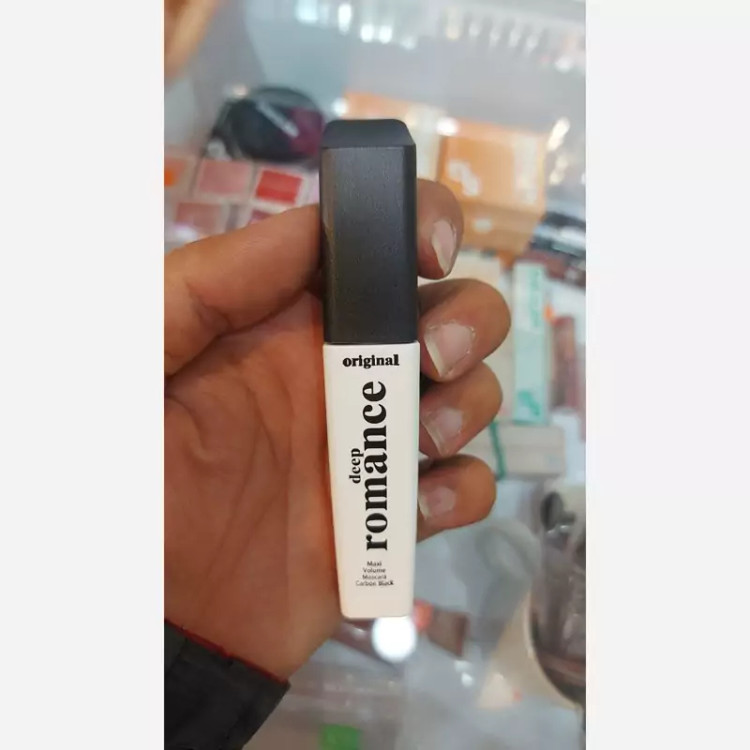 original
deep
romance
Maxi
Volume
Mascara
Carbon Black